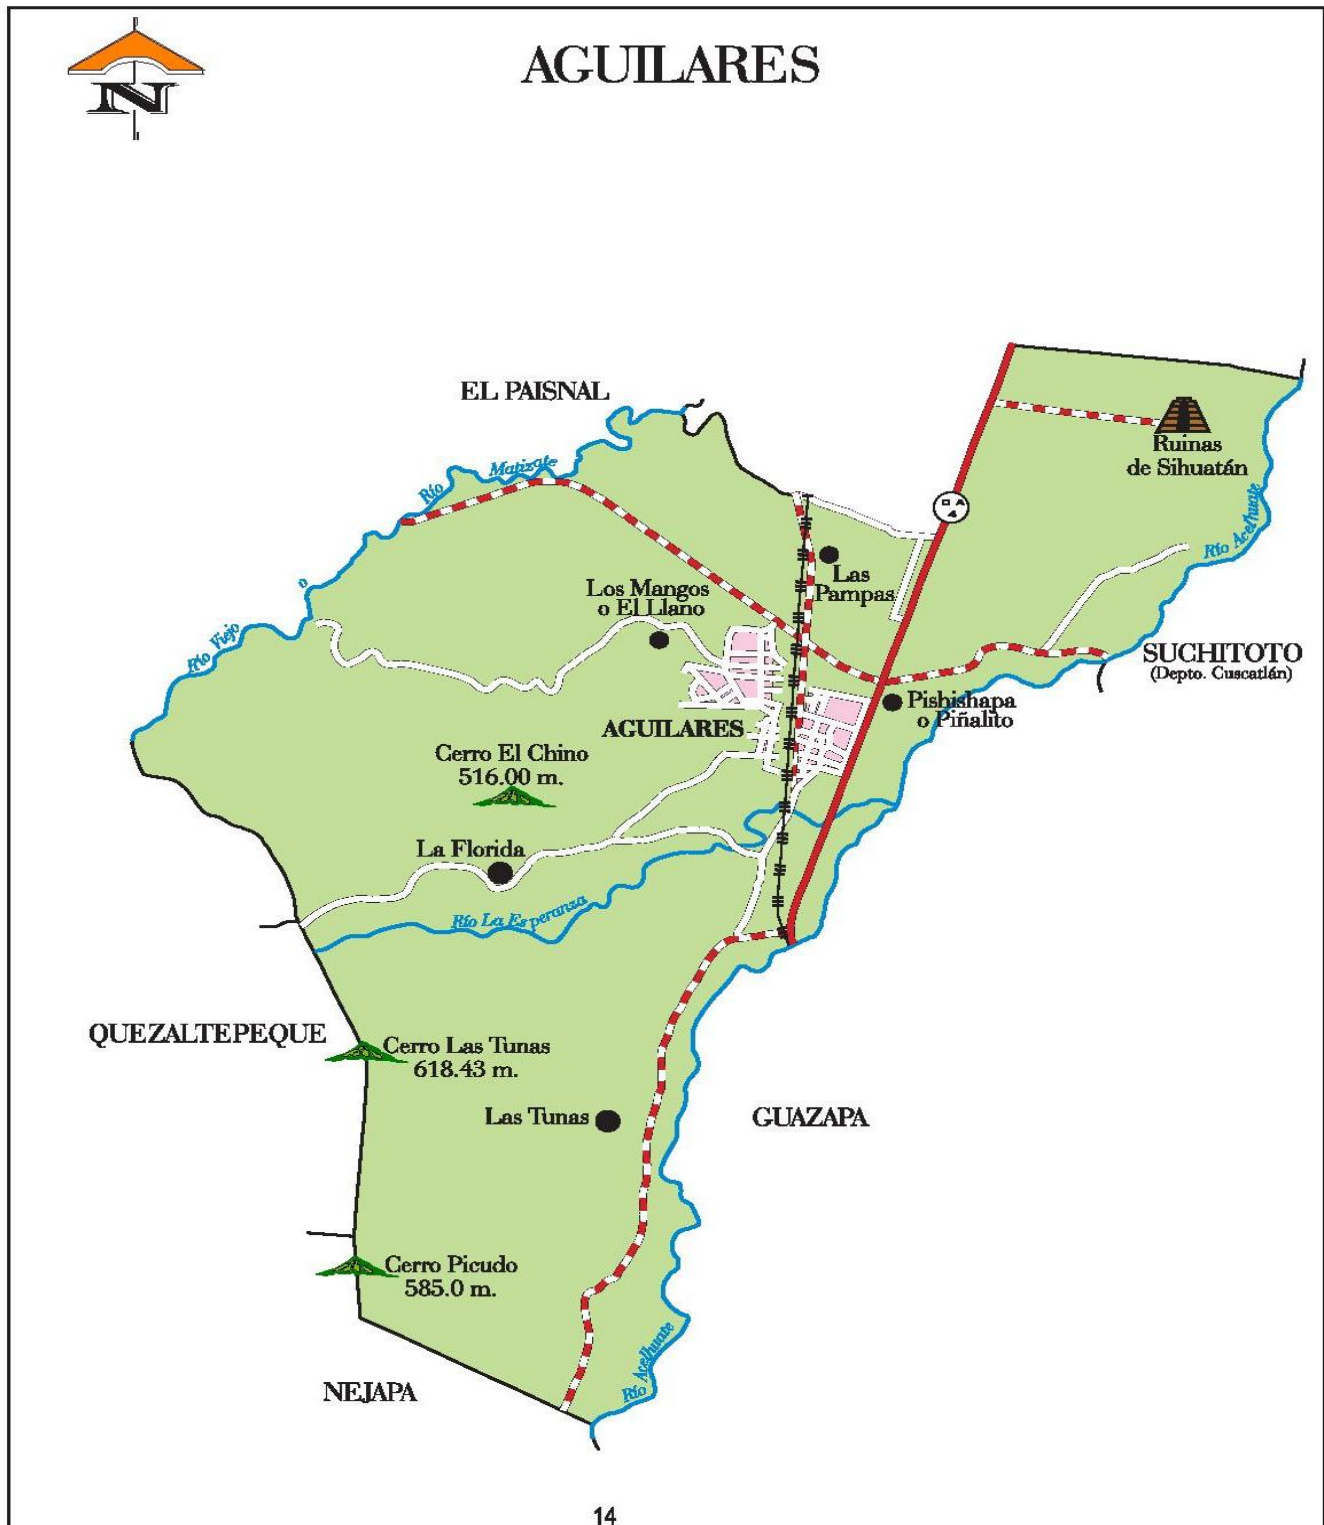 AGUILARES
N
EL PAISNAL
Río
Matizate
Ruinas
de Sihuatán
CA
4
Río Acelhuate
Las
Pampas
Los Mangos
o El Llano
Río Viejo
SUCHITOTO
(Depto. Cuscatlán)
Pishishapa
o Piñalito
AGUILARES
Cerro El Chino
516.00 m.
La Florida
Río La Esperanza
QUEZALTEPEQUE
Cerro Las Tunas
618.43 m.
Las Tunas
GUAZAPA
Cerro Picudo
585.0 m.
Río Acelhuate
NEJAPA
14